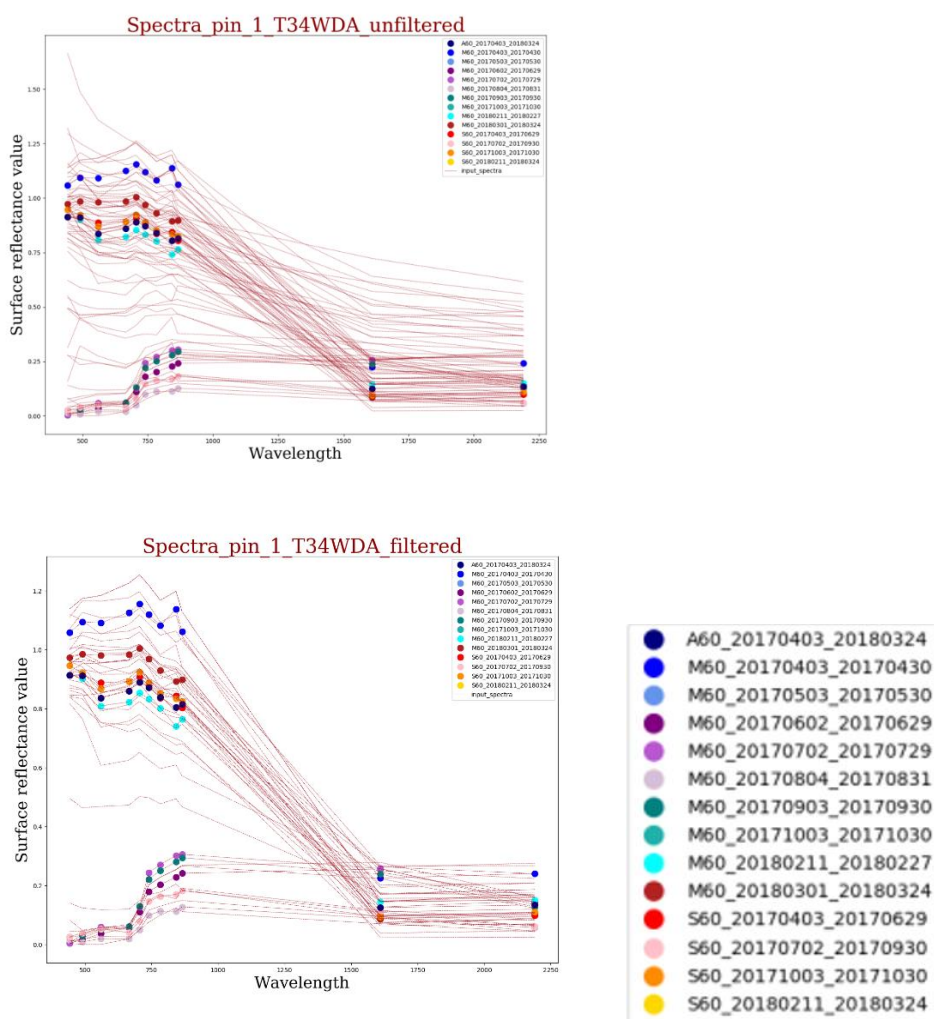 Spectra_pin_1_T34WDA_unfiltered
Surface reflectance value
1.50
1.25
1.00
0.75
0.50
0.25
0.00
A60_20170403_20180324
M60_20170403_20170430
M60_20170503_20170530
M60_20170602_20170629
M60_20170702_20170729
M60_20170804_20170831
M60_20170903_20170930
M60_20171003_20171030
M60_20180211_20180227
M60_20180301_20180324
S60_20170403_20170629
S60_20170702_20170930
S60_20171003_20171030
S60_20180211_20180324
input_spectra
500 750 1000 1250 1500 1750 2000 2250
Wavelength
Spectra_pin_1_T34WDA_filtered
Surface reflectance value
1.2
1.0
0.8
0.6
0.4
0.2
0.0
A60_20170403_20180324
M60_20170403_20170430
M60_20170503_20170530
M60_20170602_20170629
M60_20170702_20170729
M60_20170804_20170831
M60_20170903_20170930
M60_20171003_20171030
M60_20180211_20180227
M60_20180301_20180324
S60_20170403_20170629
S60_20170702_20170930
S60_20171003_20171030
S60_20180211_20180324
input_spectra
500 750 1000 1250 1500 1750 2000 2250
Wavelength
A60_20170403_20180324
M60_20170403_20170430
M60_20170503_20170530
M60_20170602_20170629
M60_20170702_20170729
M60_20170804_20170831
M60_20170903_20170930
M60_20171003_20171030
M60_20180211_20180227
M60_20180301_20180324
S60_20170403_20170629
S60_20170702_20170930
S60_20171003_20171030
S60_20180211_20180324